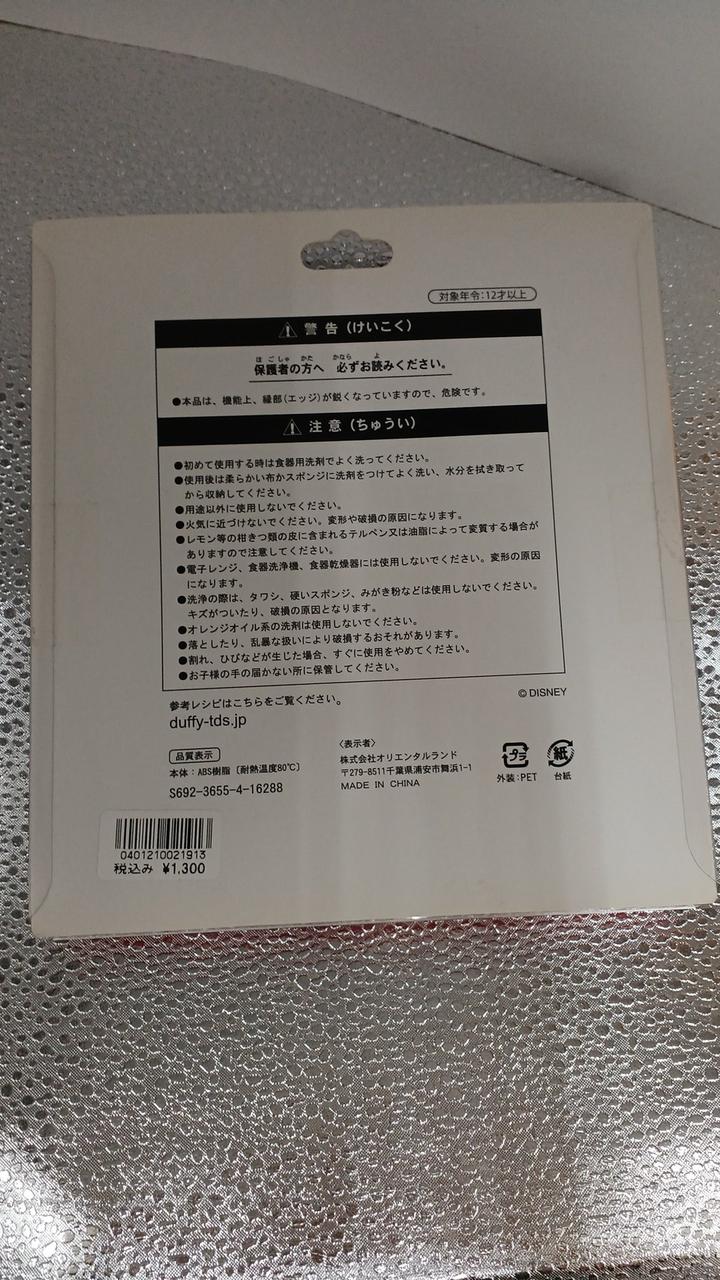 対象年令:12才以上
⚠ 警告(けいこく)
ほごしゃ かた かなら よ
保護者の方へ 必ずお読みください。
●本品は、機能上、縁部(エッジ)が鋭くなっていますので、危険です。
⚠ 注意(ちゅうい)
●初めて使用する時は食器用洗剤でよく洗ってください。
●使用後は柔らかい布かスポンジに洗剤をつけてよく洗い、水分を拭き取って
から収納してください。
●用途以外に使用しないでください。
●火気に近づけないでください。変形や破損の原因になります。
●レモン等の柑きつ類の皮に含まれるテルペン又は油脂によって変質する場合が
ありますので注意してください。
●電子レンジ、食器洗浄機、食器乾燥器には使用しないでください。変形の原因
になります。
●洗浄の際は、タワシ、硬いスポンジ、みがき粉などは使用しないでください。
キズがついたり、破損の原因となります。
●オレンジオイル系の洗剤は使用しないでください。
●落としたり、乱暴な扱いにより破損するおそれがあります。
●割れ、ひびなどが生じた場合、すぐに使用をやめてください。
●お子様の手の届かない所に保管してください。
参考レシピはこちらをご覧ください。
duffy-tds.jp
© DISNEY
品質表示
本体:ABS樹脂〔耐熱温度80℃〕
S692-3655-4-16288
〈表示者〉
株式会社オリエンタルランド
〒279-8511千葉県浦安市舞浜1-1
MADE IN CHINA
プラ
外装:PET
紙
台紙
0401210021913
税込み ¥1,300